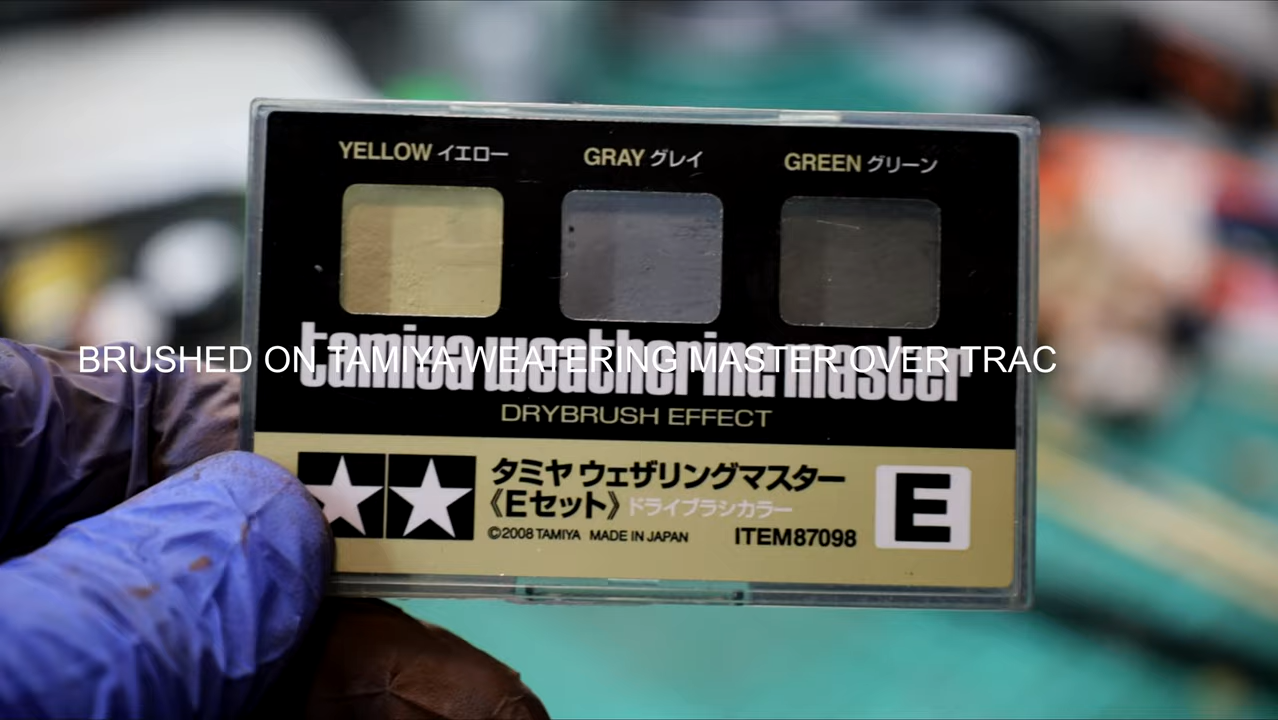 YELLOW イエロー
GRAY グレイ
GREEN グリーン
tamiya weathering master
BRUSHED ON TAMIYA WEATERING MASTER OVER TRAC
DRYBRUSH EFFECT
タミヤ ウェザリングマスター
《Eセット》ドライブラシカラー
©2008 TAMIYA MADE IN JAPAN
ITEM87098
E